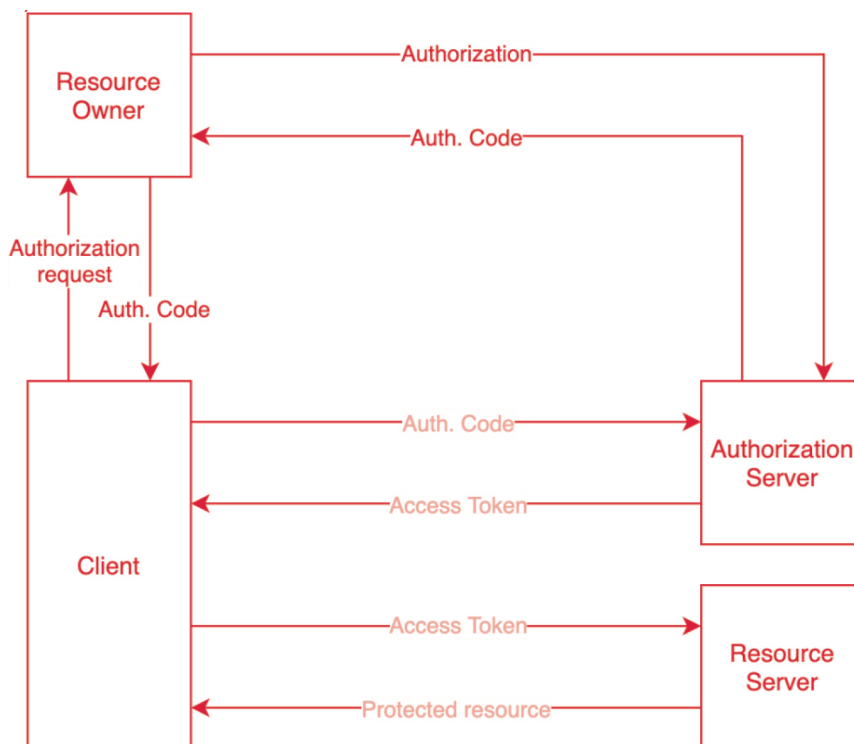 Resource
Owner
Authorization
Auth. Code
Authorization
request
Auth. Code
Auth. Code
Authorization
Server
Access Token
Client
Access Token
Resource
Server
Protected resource